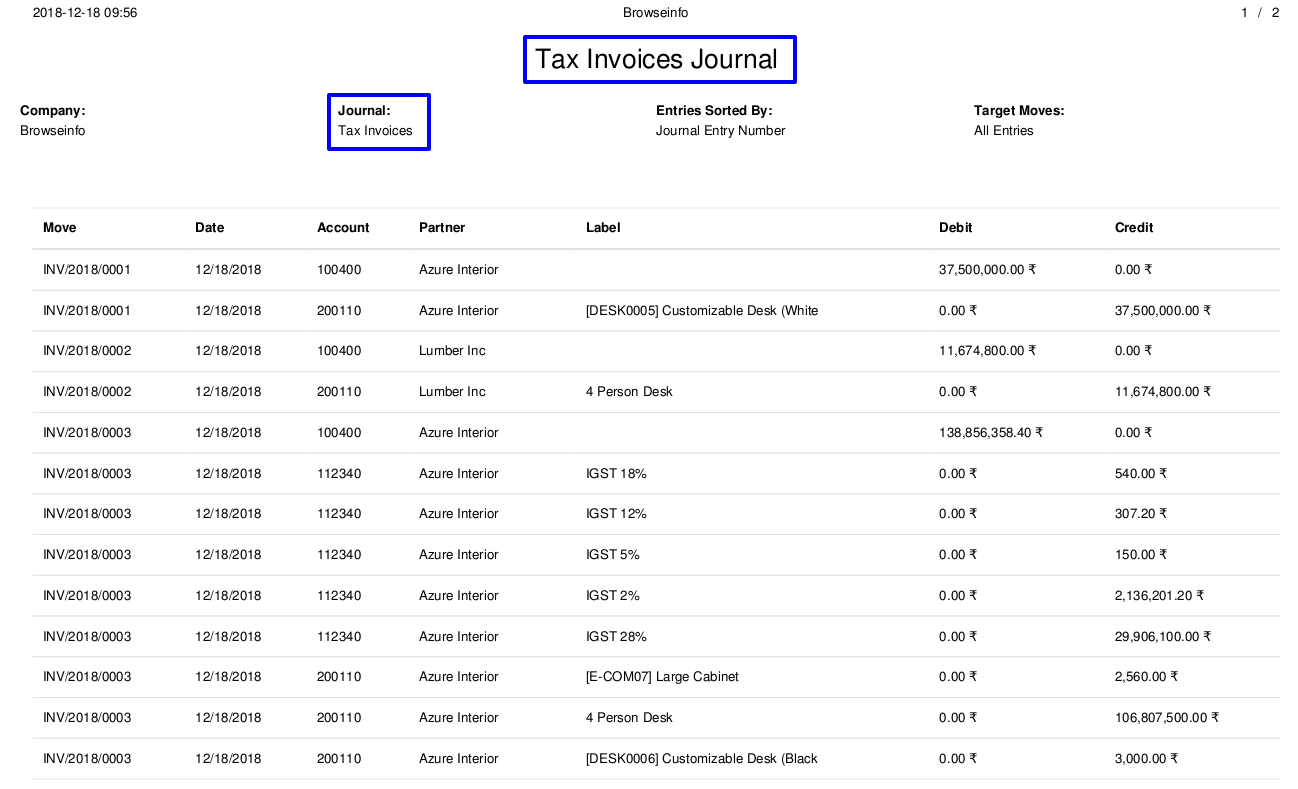 2018-12-18 09:56 Browseinfo 1 / 2
Tax Invoices Journal
Company: Journal: Entries Sorted By: Target Moves:
Browseinfo Tax Invoices Journal Entry Number All Entries
Move Date Account Partner Label Debit Credit
INV/2018/0001 12/18/2018 100400 Azure Interior 37,500,000.00 ₹ 0.00 ₹
INV/2018/0001 12/18/2018 200110 Azure Interior [DESK0005] Customizable Desk (White 0.00 ₹ 37,500,000.00 ₹
INV/2018/0002 12/18/2018 100400 Lumber Inc 11,674,800.00 ₹ 0.00 ₹
INV/2018/0002 12/18/2018 200110 Lumber Inc 4 Person Desk 0.00 ₹ 11,674,800.00 ₹
INV/2018/0003 12/18/2018 100400 Azure Interior 138,856,358.40 ₹ 0.00 ₹
INV/2018/0003 12/18/2018 112340 Azure Interior IGST 18% 0.00 ₹ 540.00 ₹
INV/2018/0003 12/18/2018 112340 Azure Interior IGST 12% 0.00 ₹ 307.20 ₹
INV/2018/0003 12/18/2018 112340 Azure Interior IGST 5% 0.00 ₹ 150.00 ₹
INV/2018/0003 12/18/2018 112340 Azure Interior IGST 2% 0.00 ₹ 2,136,201.20 ₹
INV/2018/0003 12/18/2018 112340 Azure Interior IGST 28% 0.00 ₹ 29,906,100.00 ₹
INV/2018/0003 12/18/2018 200110 Azure Interior [E-COM07] Large Cabinet 0.00 ₹ 2,560.00 ₹
INV/2018/0003 12/18/2018 200110 Azure Interior 4 Person Desk 0.00 ₹ 106,807,500.00 ₹
INV/2018/0003 12/18/2018 200110 Azure Interior [DESK0006] Customizable Desk (Black 0.00 ₹ 3,000.00 ₹